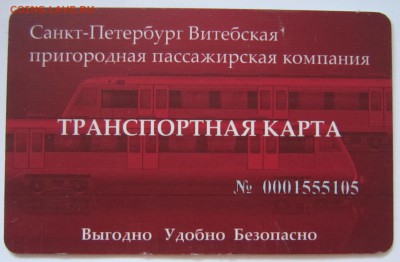 Санкт-Петербург Витебская
пригородная пассажирская компания
ТРАНСПОРТНАЯ КАРТА
№ 0001555105
Выгодно Удобно Безопасно